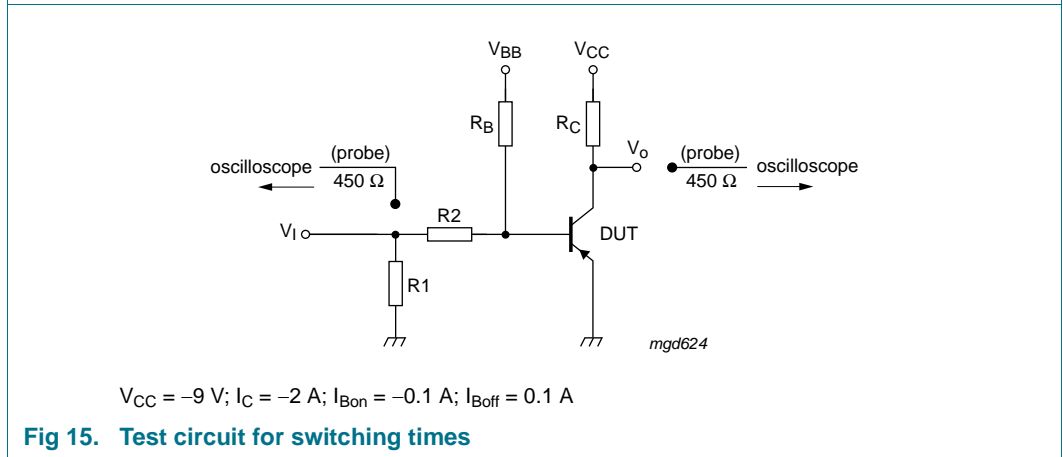 VBB
VCC
RB
RC
Vo
oscilloscope
(probe)
450 Ω
(probe)
450 Ω
oscilloscope
R2
VI
DUT
R1
mgd624
VCC = −9 V; IC = −2 A; IBon = −0.1 A; IBoff = 0.1 A
Fig 15. Test circuit for switching times